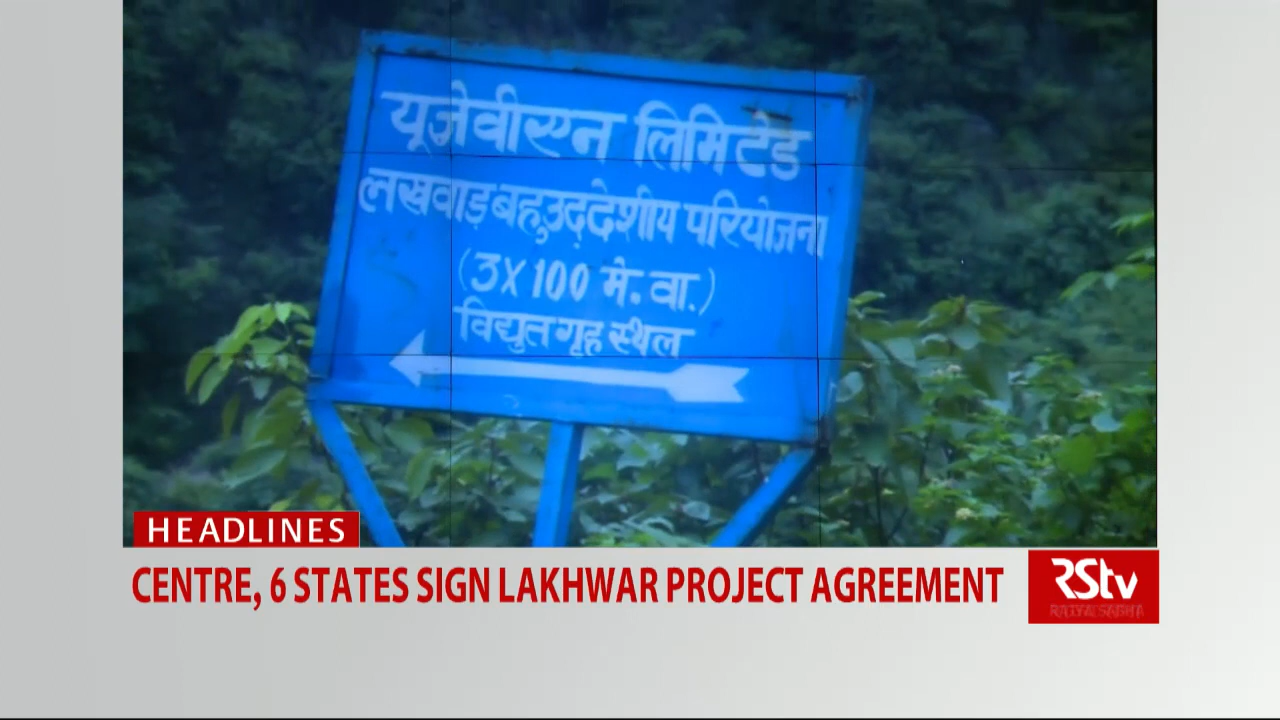 यूजेवीएन लिमिटेड
लखवाड़ बहुउद्देशीय परियोजना
(3X100 मे. वा.)
विद्युत गृह स्थल
HEADLINES
CENTRE, 6 STATES SIGN LAKHWAR PROJECT AGREEMENT
RStv